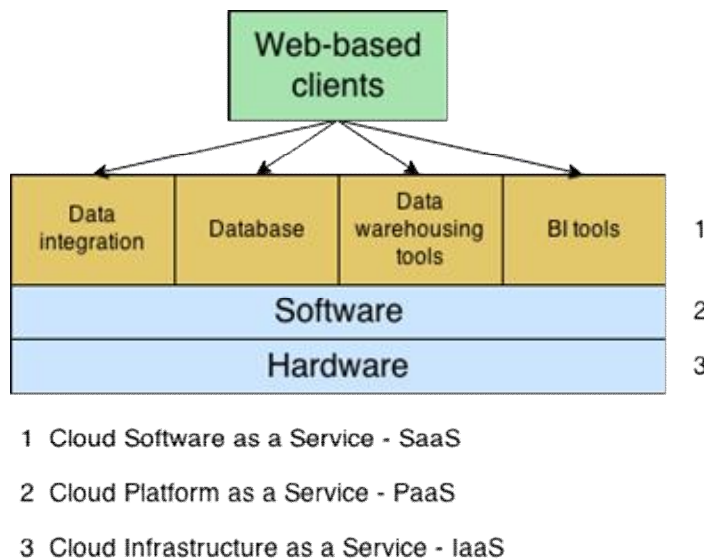 Web-based
clients
Data
integration
Database
Data
warehousing
tools
BI tools
1
Software
2
Hardware
3
1 Cloud Software as a Service - SaaS
2 Cloud Platform as a Service - PaaS
3 Cloud Infrastructure as a Service - IaaS